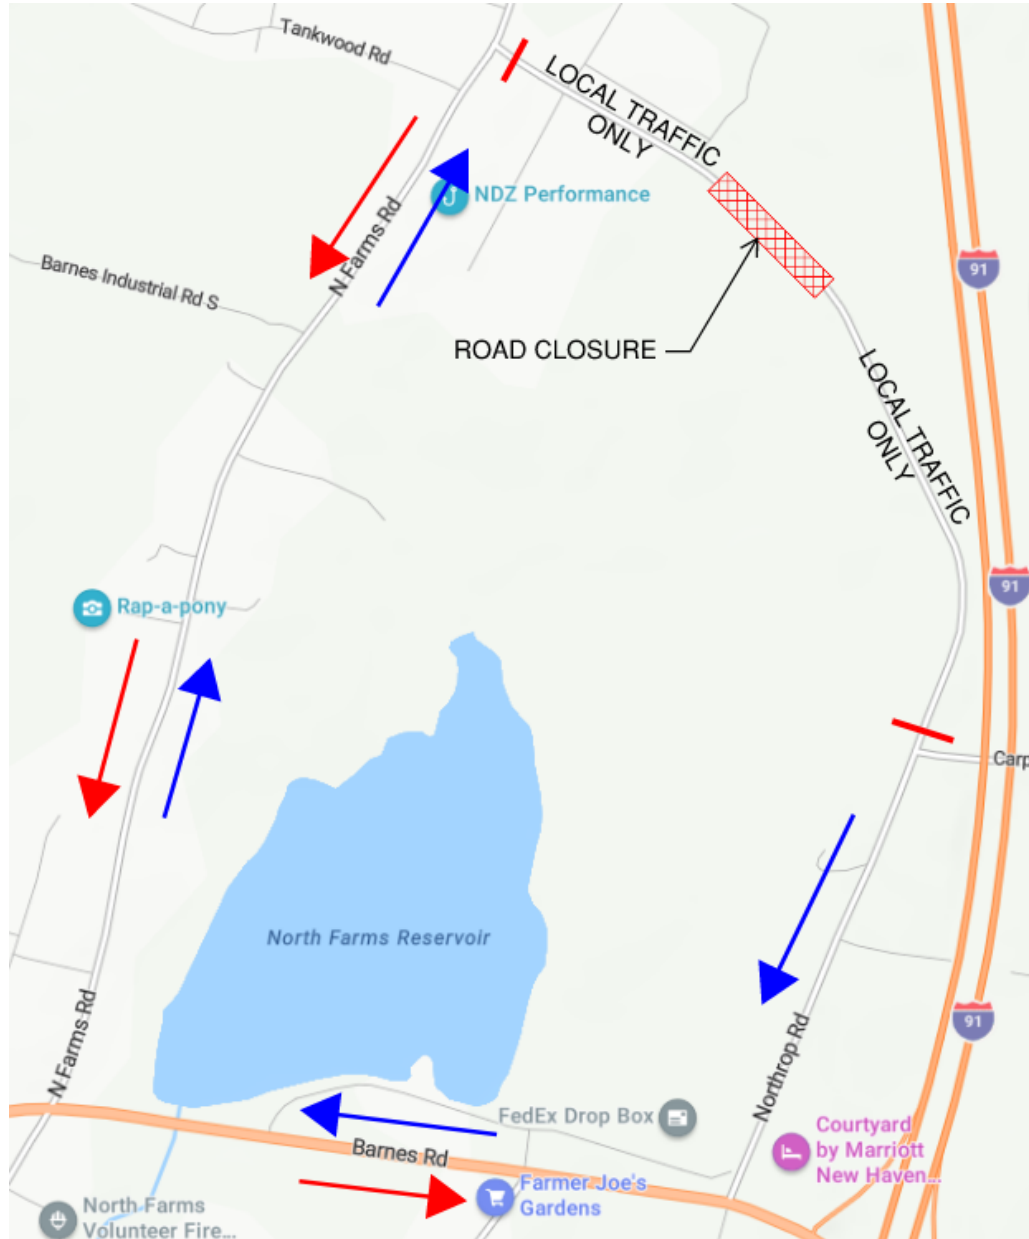 Tankwood Rd
LOCAL TRAFFIC
ONLY
NDZ Performance
N Farms Rd
Barnes Industrial Rd S
91
ROAD CLOSURE
LOCAL TRAFFIC
ONLY
91
Rap-a-pony
Carp
North Farms Reservoir
N Farms Rd
91
Northrop Rd
FedEx Drop Box
Barnes Rd
Courtyard
by Marriott
New Haven...
Farmer Joe's
Gardens
North Farms
Volunteer Fire...